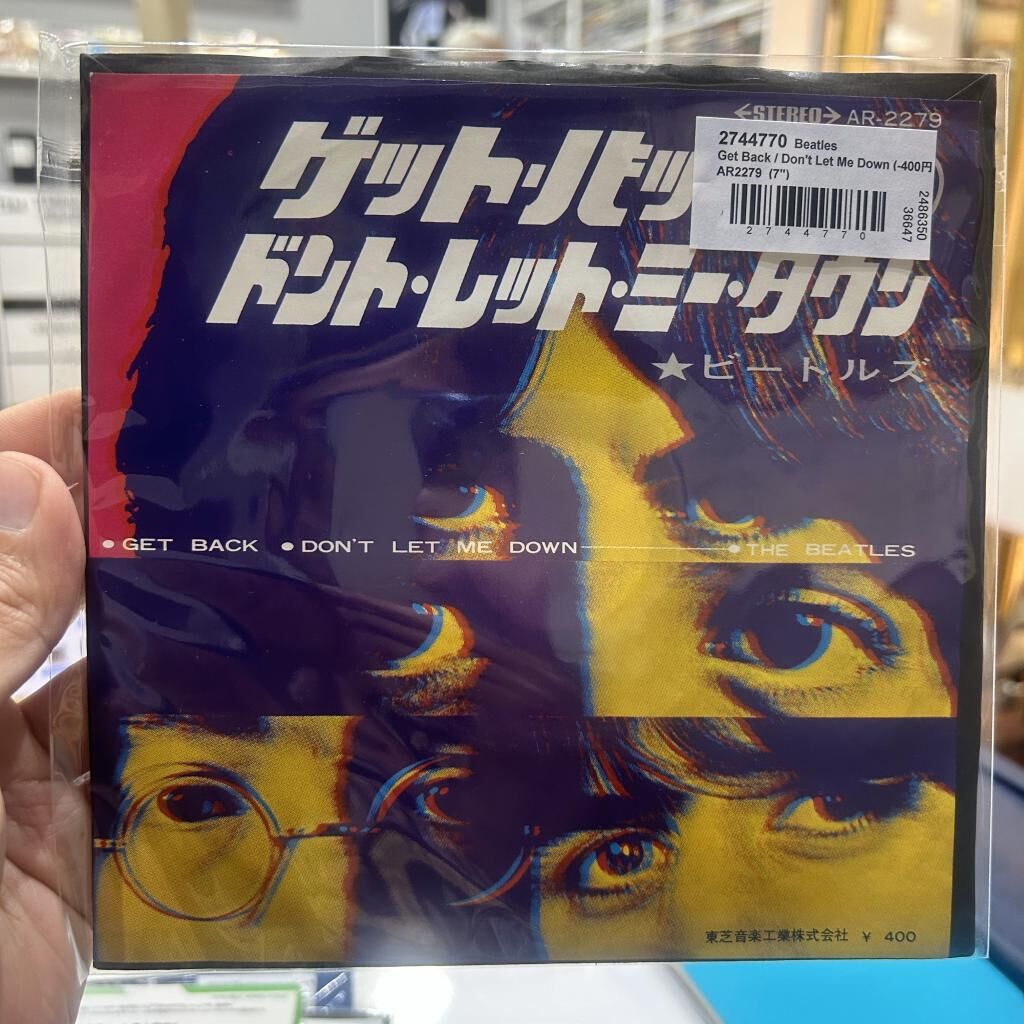 ←STEREO→ AR-2279
ゲット・バッ
ドント・レット・ミー・ダウン
★ビートルズ
2744770 Beatles
Get Back / Don't Let Me Down (-400円
AR2279 (7")
2744770
2486350
36647
● GET BACK ● DON'T LET ME DOWN ● THE BEATLES
東芝音楽工業株式会社 ¥ 400